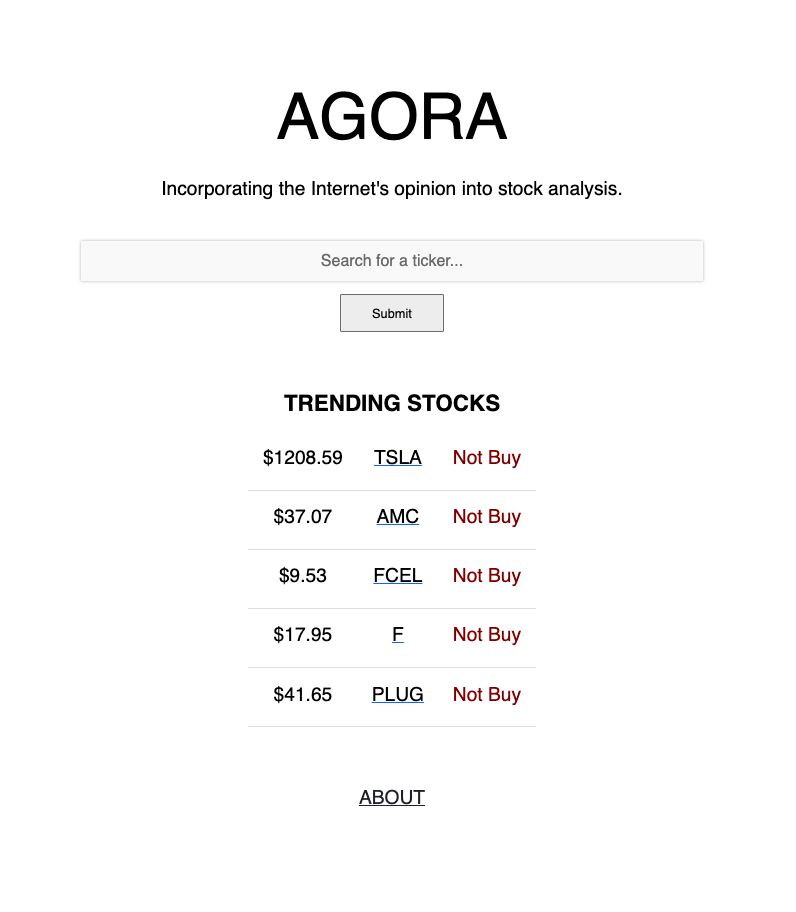 AGORA
Incorporating the Internet's opinion into stock analysis.
Search for a ticker...
Submit
TRENDING STOCKS
$1208.59 TSLA Not Buy
$37.07 AMC Not Buy
$9.53 FCEL Not Buy
$17.95 F Not Buy
$41.65 PLUG Not Buy
ABOUT